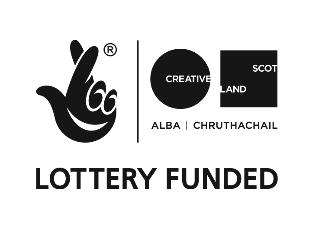 ®
CREATIVE
SCOT
LAND
ALBA | CHRUTHACHAIL
LOTTERY FUNDED